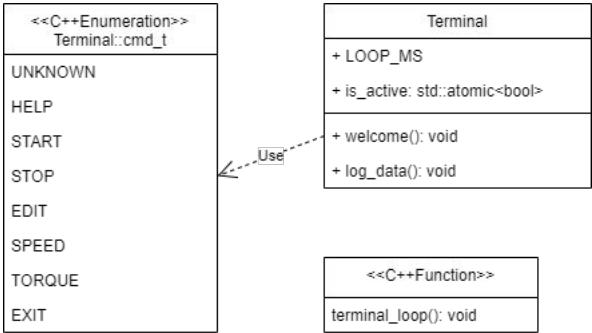 <<C++Enumeration>>
Terminal::cmd_t
UNKNOWN
HELP
START
STOP
EDIT
SPEED
TORQUE
EXIT
Use
Terminal
+ LOOP_MS
+ is_active: std::atomic<bool>
+ welcome(): void
+ log_data(): void
<<C++Function>>
terminal_loop(): void